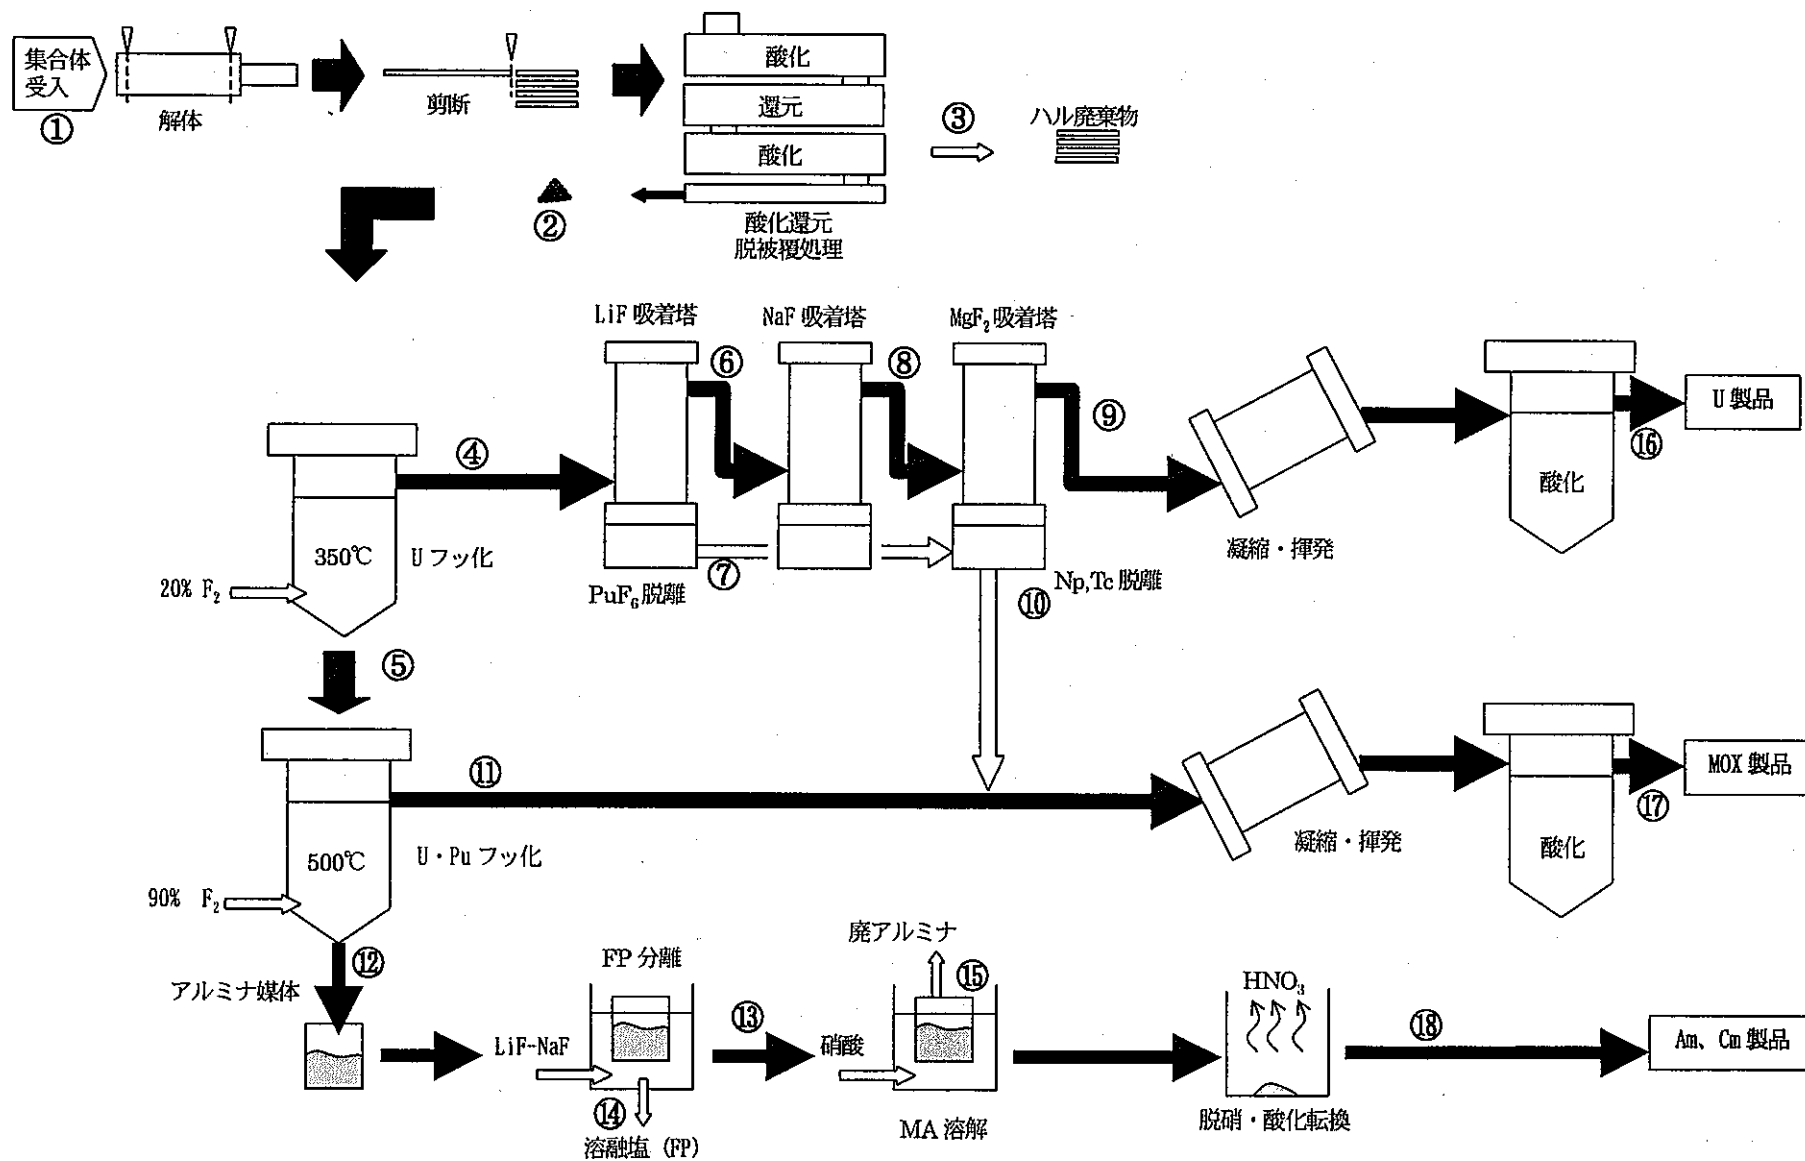 集合体
受入
①
解体
剪断
酸化
還元
酸化
酸化還元
脱被覆処理
②
③
ハル廃棄物
LiF 吸着塔
NaF 吸着塔
MgF₂ 吸着塔
④
350℃
Uフッ化
20% F₂
⑤
⑥
⑦
PuF₆ 脱離
⑧
⑨
Np,Tc 脱離
⑩
凝縮・揮発
酸化
⑯
U 製品
500℃
U・Pu フッ化
90% F₂
⑪
凝縮・揮発
酸化
⑰
MOX 製品
⑫
アルミナ媒体
LiF-NaF
FP 分離
⑭
溶融塩 (FP)
⑬
硝酸
廃アルミナ
⑮
MA 溶解
HNO₃
脱硝・酸化転換
⑱
Am、Cm 製品